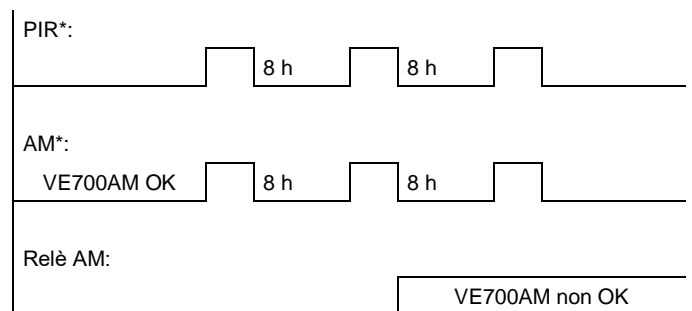 PIR*:
8 h 8 h
AM*:
VE700AM OK 8 h 8 h
Relè AM:
VE700AM non OK